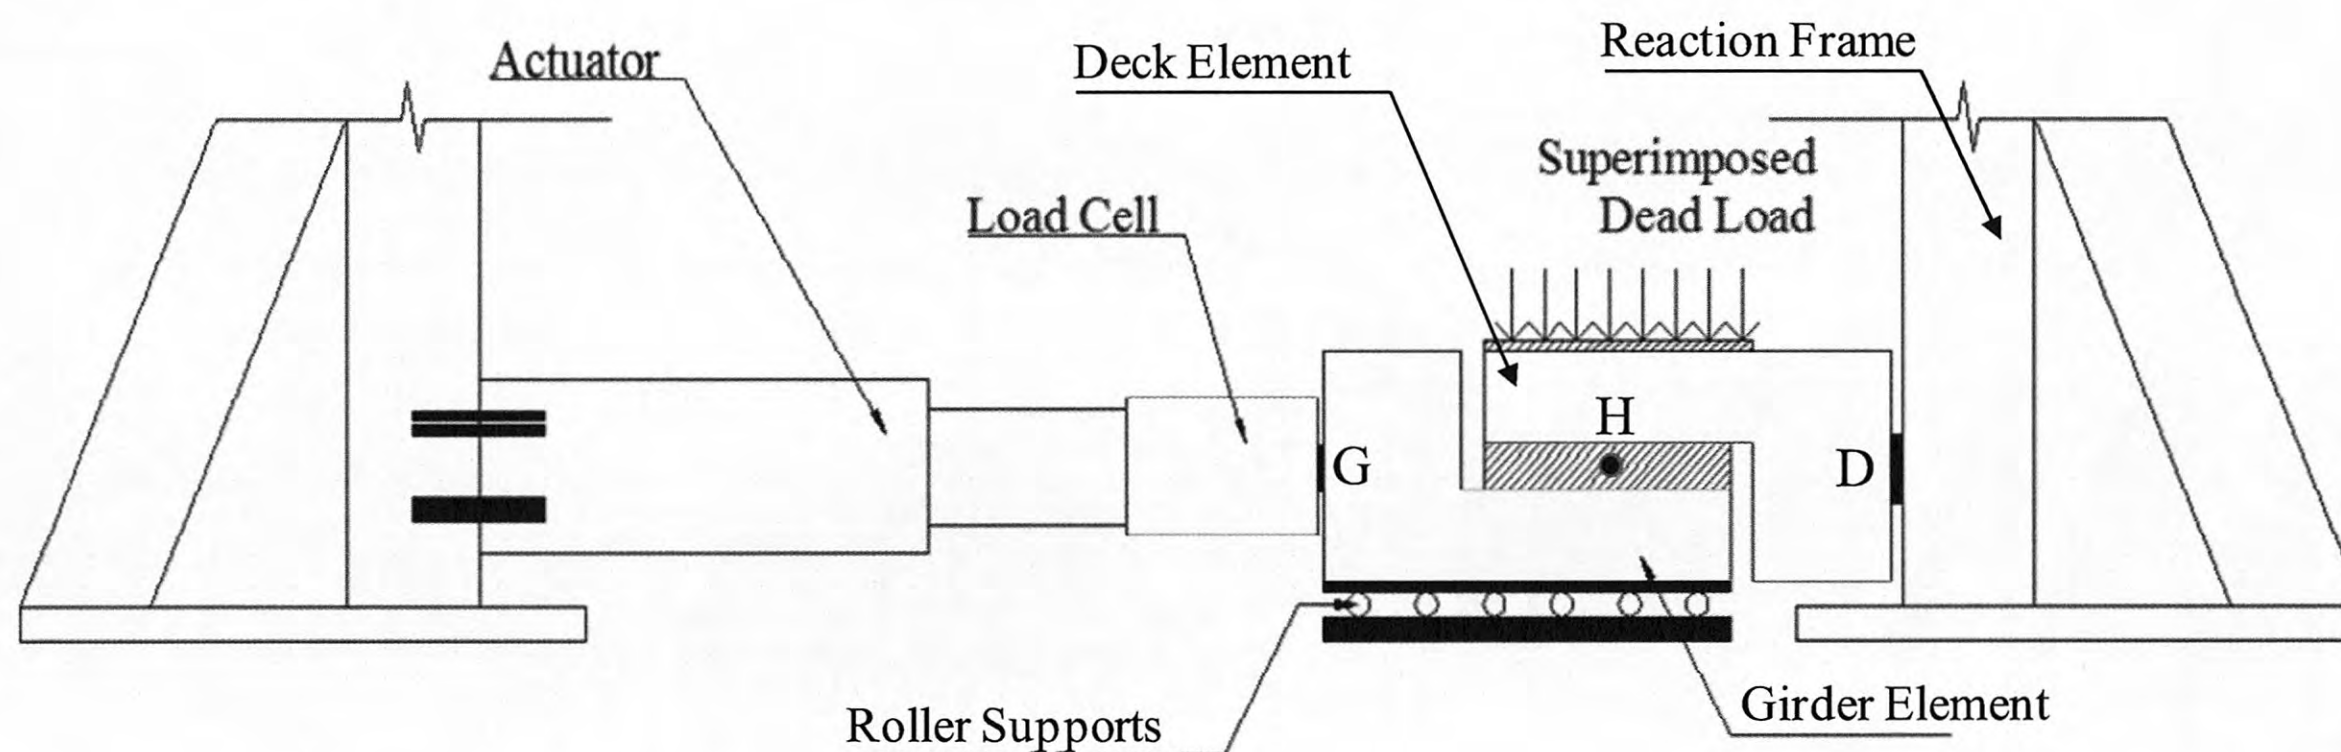 Actuator
Deck Element
Reaction Frame
Superimposed
Dead Load
Load Cell
H
G
D
Roller Supports
Girder Element